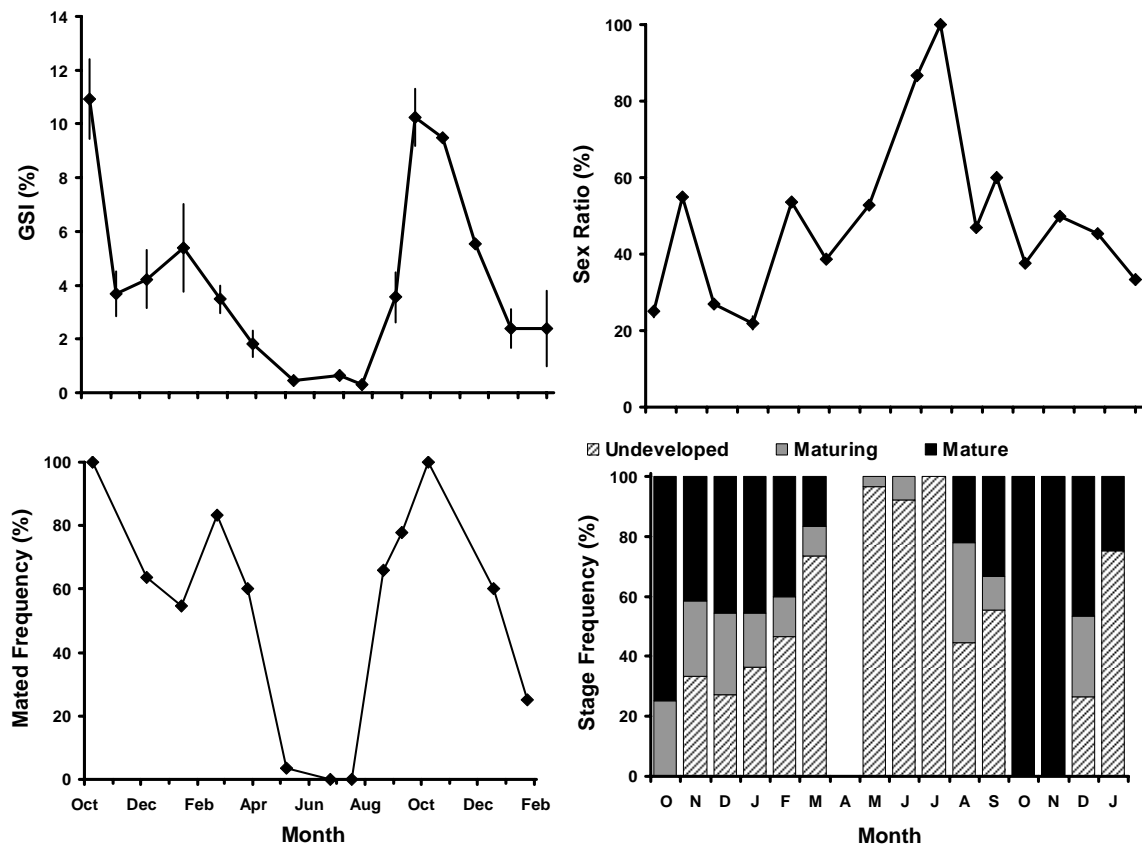 14
12
10
8
6
4
2
0
GSI (%)
100
80
60
40
20
0
Sex Ratio (%)
100
80
60
40
20
0
Mated Frequency (%)
Oct Dec Feb Apr Jun Aug Oct Dec Feb
Month
Undeveloped Maturing Mature
100
80
60
40
20
0
Stage Frequency (%)
O N D J F M A M J J A S O N D J
Month